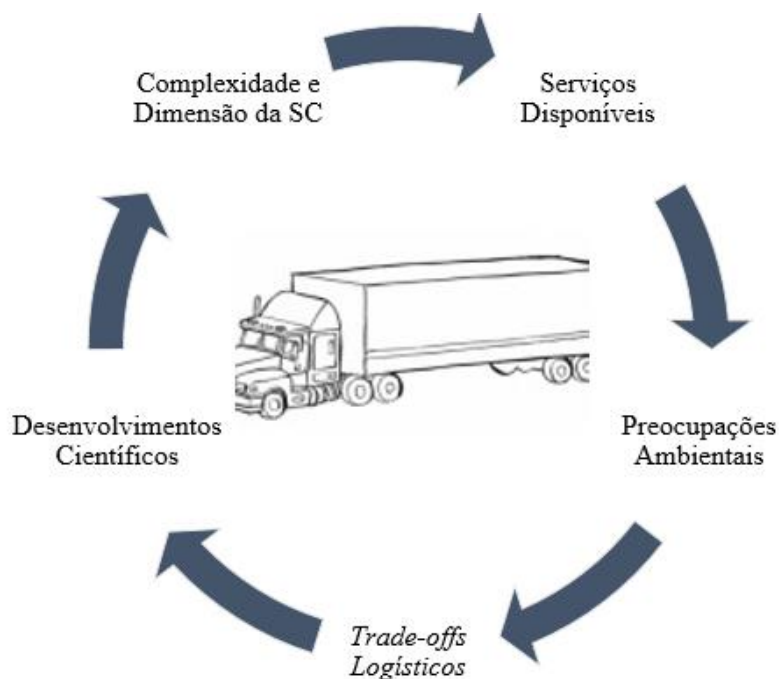 Complexidade e
Dimensão da SC
Serviços
Disponíveis
Preocupações
Ambientais
Trade-offs
Logísticos
Desenvolvimentos
Científicos